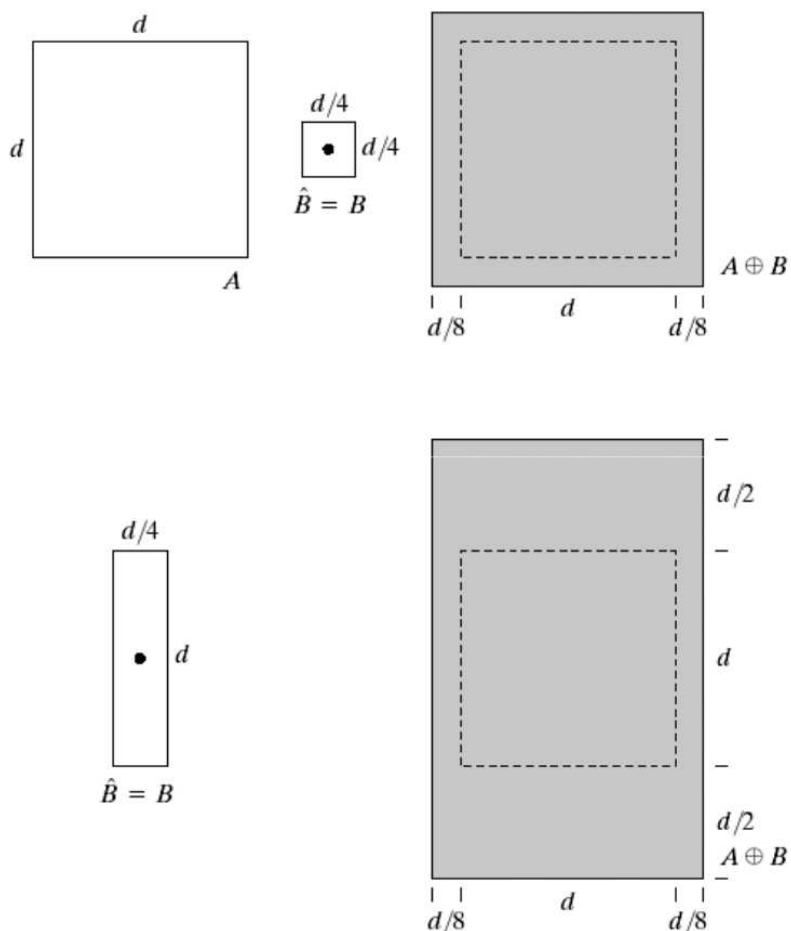 d
d
A
d/4
d/4
B̂ = B
A ⊕ B
d
d/8
d/8
d/4
d
B̂ = B
d/2
d
d/2
A ⊕ B
d
d/8
d/8